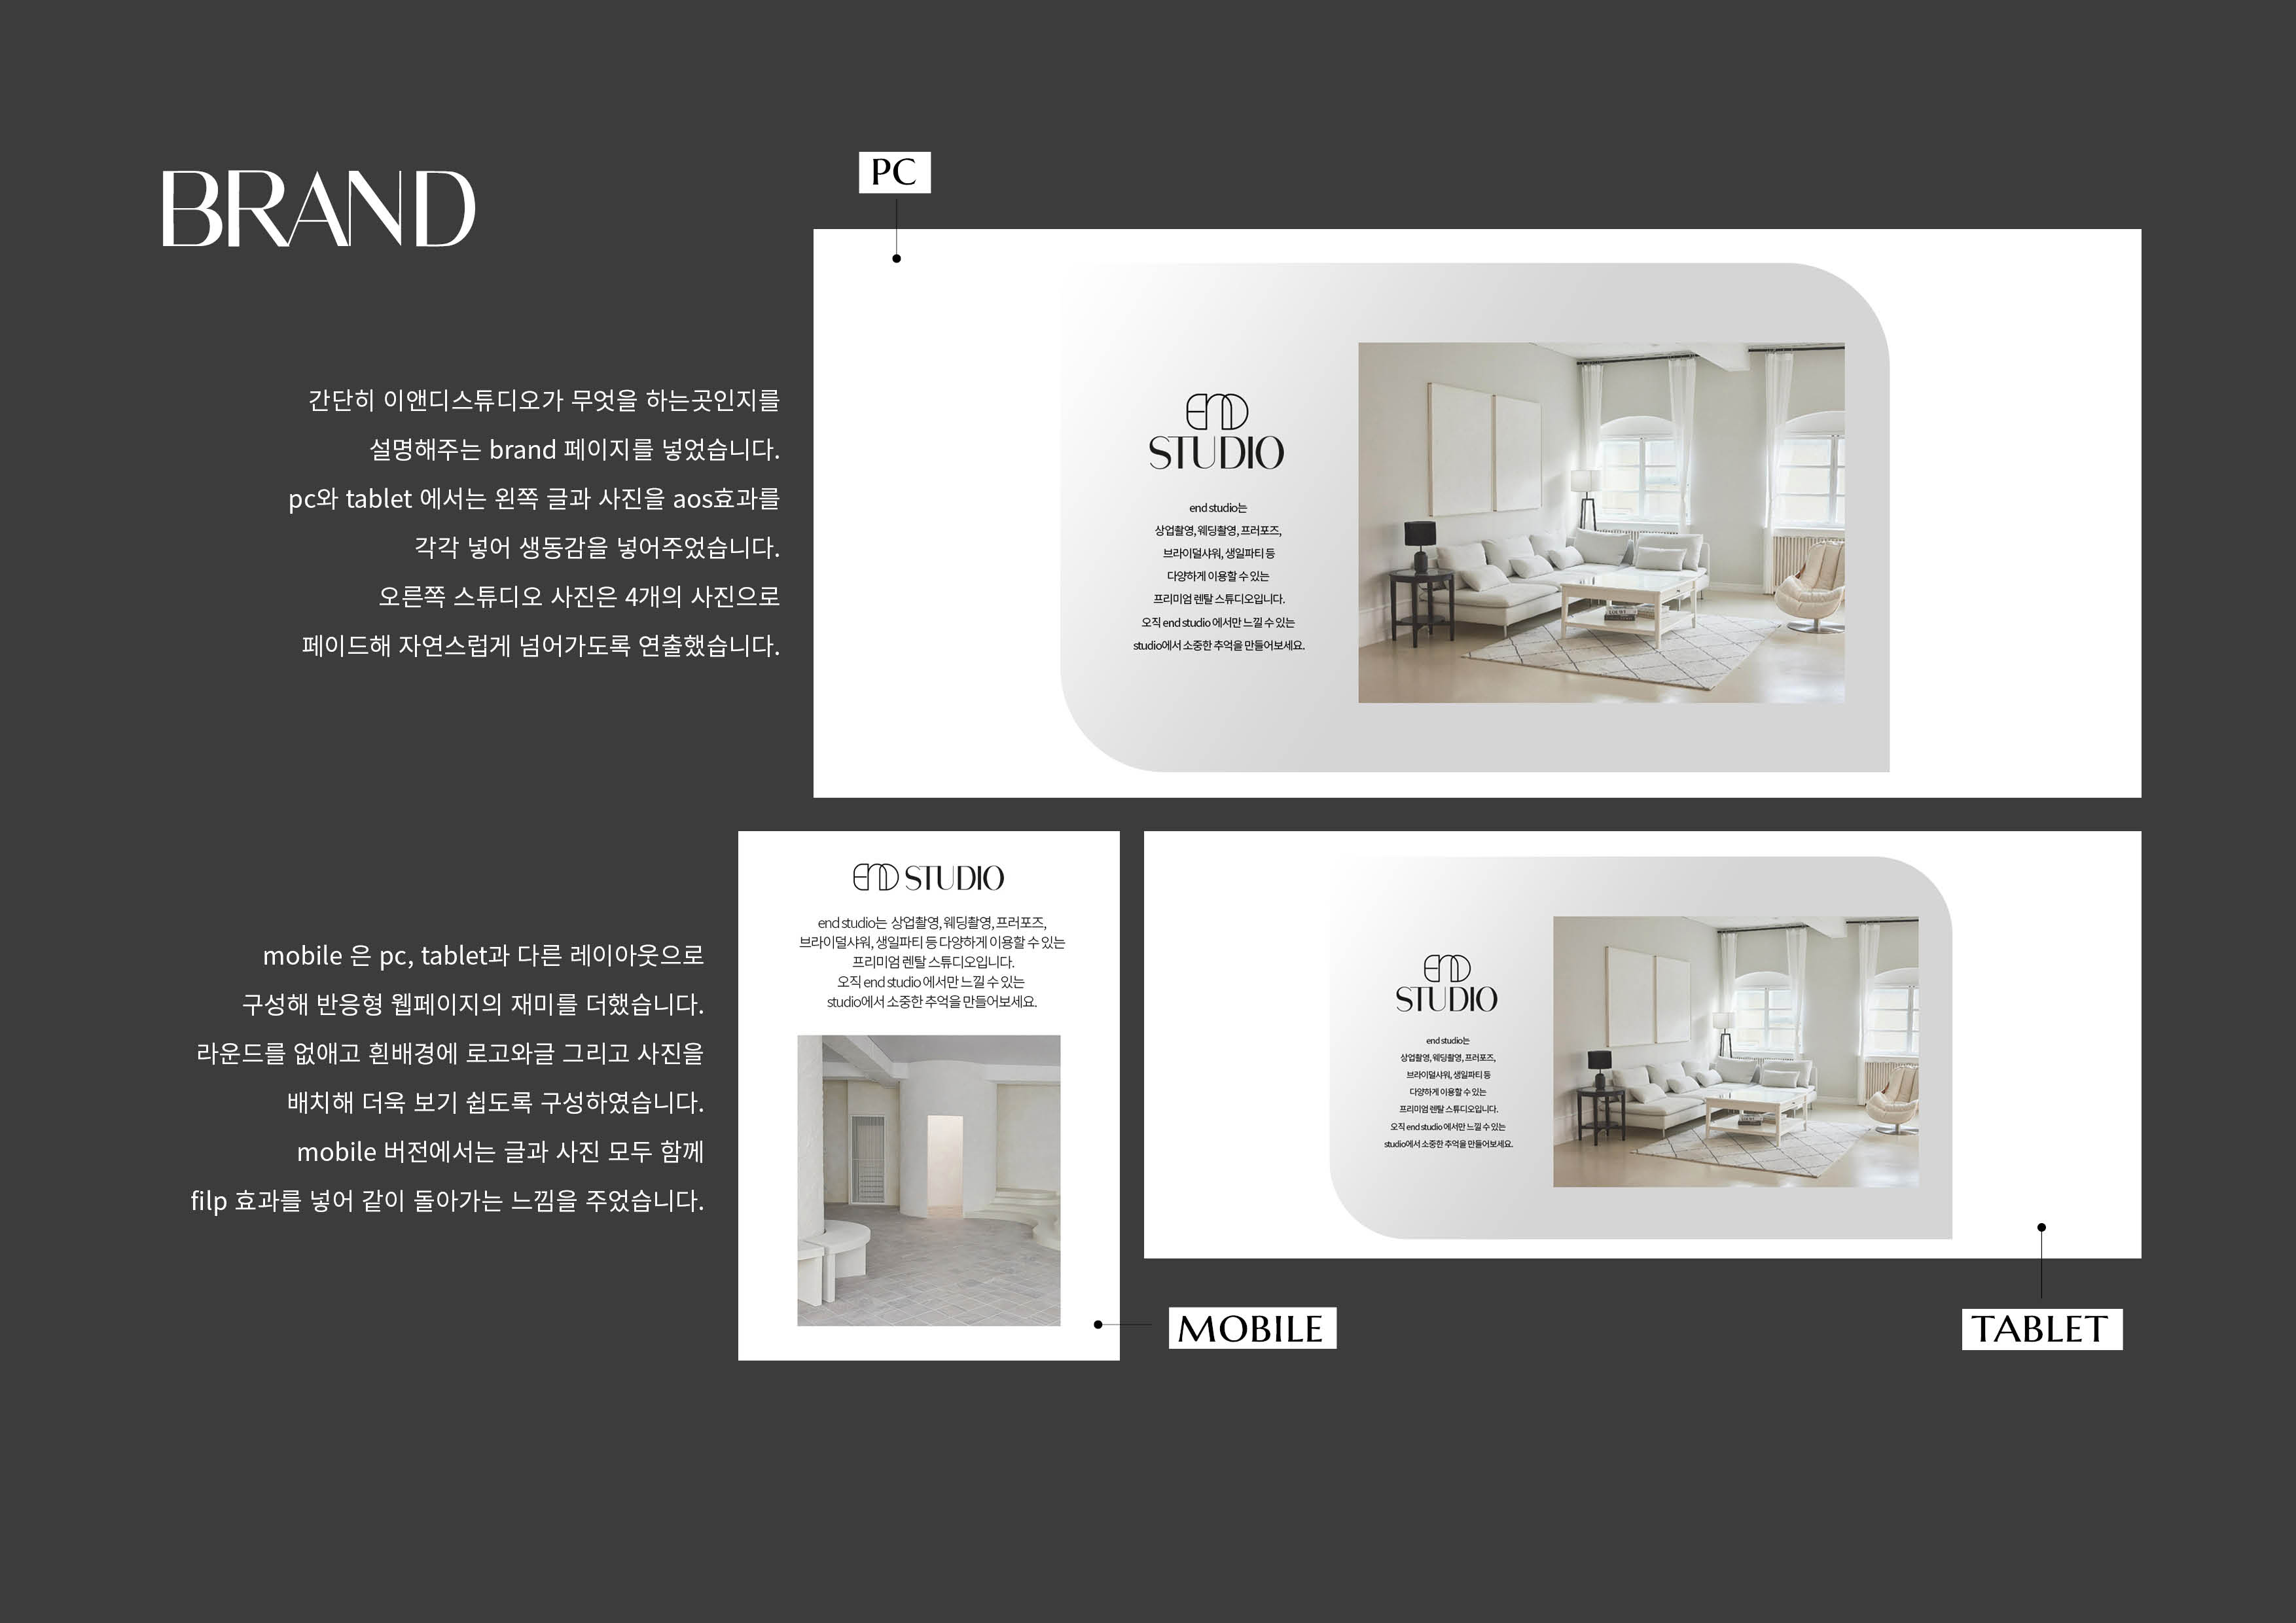 BRAND
간단히 이앤디스튜디오가 무엇을 하는곳인지를
설명해주는 brand 페이지를 넣었습니다.
pc와 tablet 에서는 왼쪽 글과 사진을 aos효과를
각각 넣어 생동감을 넣어주었습니다.
오른쪽 스튜디오 사진은 4개의 사진으로
페이드해 자연스럽게 넘어가도록 연출했습니다.
PC
END
STUDIO
end studio는
상업촬영, 웨딩촬영, 프러포즈,
브라이덜샤워, 생일파티 등
다양하게 이용할 수 있는
프리미엄 렌탈 스튜디오입니다.
오직 end studio 에서만 느낄 수 있는
studio에서 소중한 추억을 만들어보세요.
mobile 은 pc, tablet과 다른 레이아웃으로
구성해 반응형 웹페이지의 재미를 더했습니다.
라운드를 없애고 흰배경에 로고와글 그리고 사진을
배치해 더욱 보기 쉽도록 구성하였습니다.
mobile 버전에서는 글과 사진 모두 함께
filp 효과를 넣어 같이 돌아가는 느낌을 주었습니다.
END STUDIO
end studio는 상업촬영, 웨딩촬영, 프러포즈,
브라이덜샤워, 생일파티 등 다양하게 이용할 수 있는
프리미엄 렌탈 스튜디오입니다.
오직 end studio 에서만 느낄 수 있는
studio에서 소중한 추억을 만들어보세요.
MOBILE
END
STUDIO
end studio는
상업촬영, 웨딩촬영, 프러포즈,
브라이덜샤워, 생일파티 등
다양하게 이용할 수 있는
프리미엄 렌탈 스튜디오입니다.
오직 end studio 에서만 느낄 수 있는
studio에서 소중한 추억을 만들어보세요.
TABLET